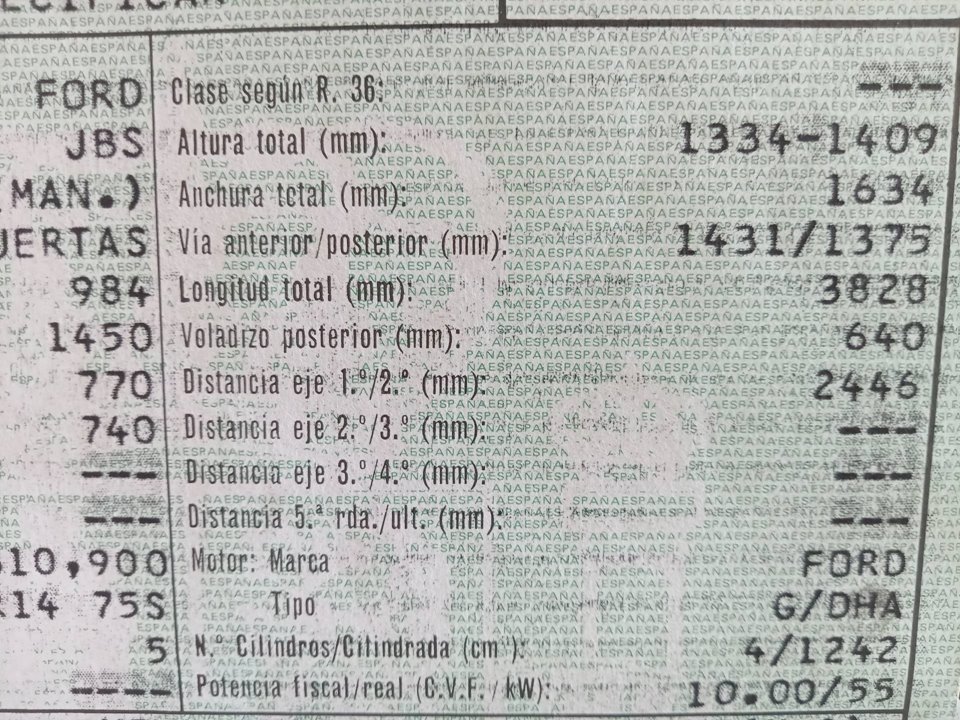 FORD Clase según R. 36: ---
JBS Altura total (mm): 1334-1409
MAN.) Anchura total (mm): 1634
UERTAS Vía anterior/posterior (mm): 1431/1375
984 Longitud total (mm): 3828
1450 Voladizo posterior (mm): 640
770 Distancia eje 1.º/2.º (mm): 2446
740 Distancia eje 2.º/3.º (mm): ---
--- Distancia eje 3.º/4.º (mm): ---
--- Distancia 5.ª rda./ult. (mm): ---
10,900 Motor: Marca FORD
14 75S Tipo G/DHA
5 N.º Cilindros/Cilindrada (cm ): 4/1242
---- Potencia fiscal/real (C.V.F. / kW): 10.00/55